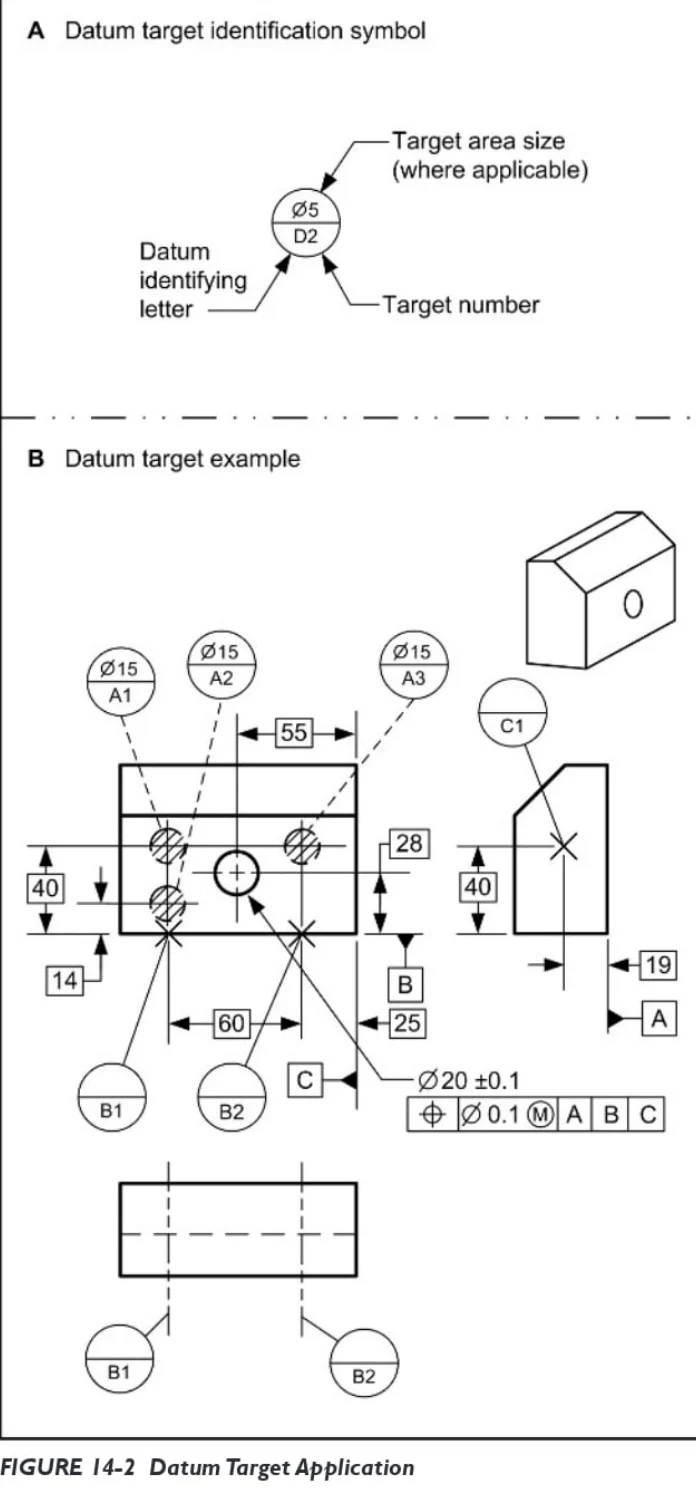 A Datum target identification symbol
Target area size
(where applicable)
Ø5
D2
Datum
identifying
letter
Target number
B Datum target example
Ø15
A1
Ø15
A2
Ø15
A3
C1
55
28
40
40
14
B
19
A
60
25
C
B1
B2
Ø20 ±0.1
⌖ Ø0.1 Ⓜ A B C
B1
B2
FIGURE 14-2 Datum Target Application